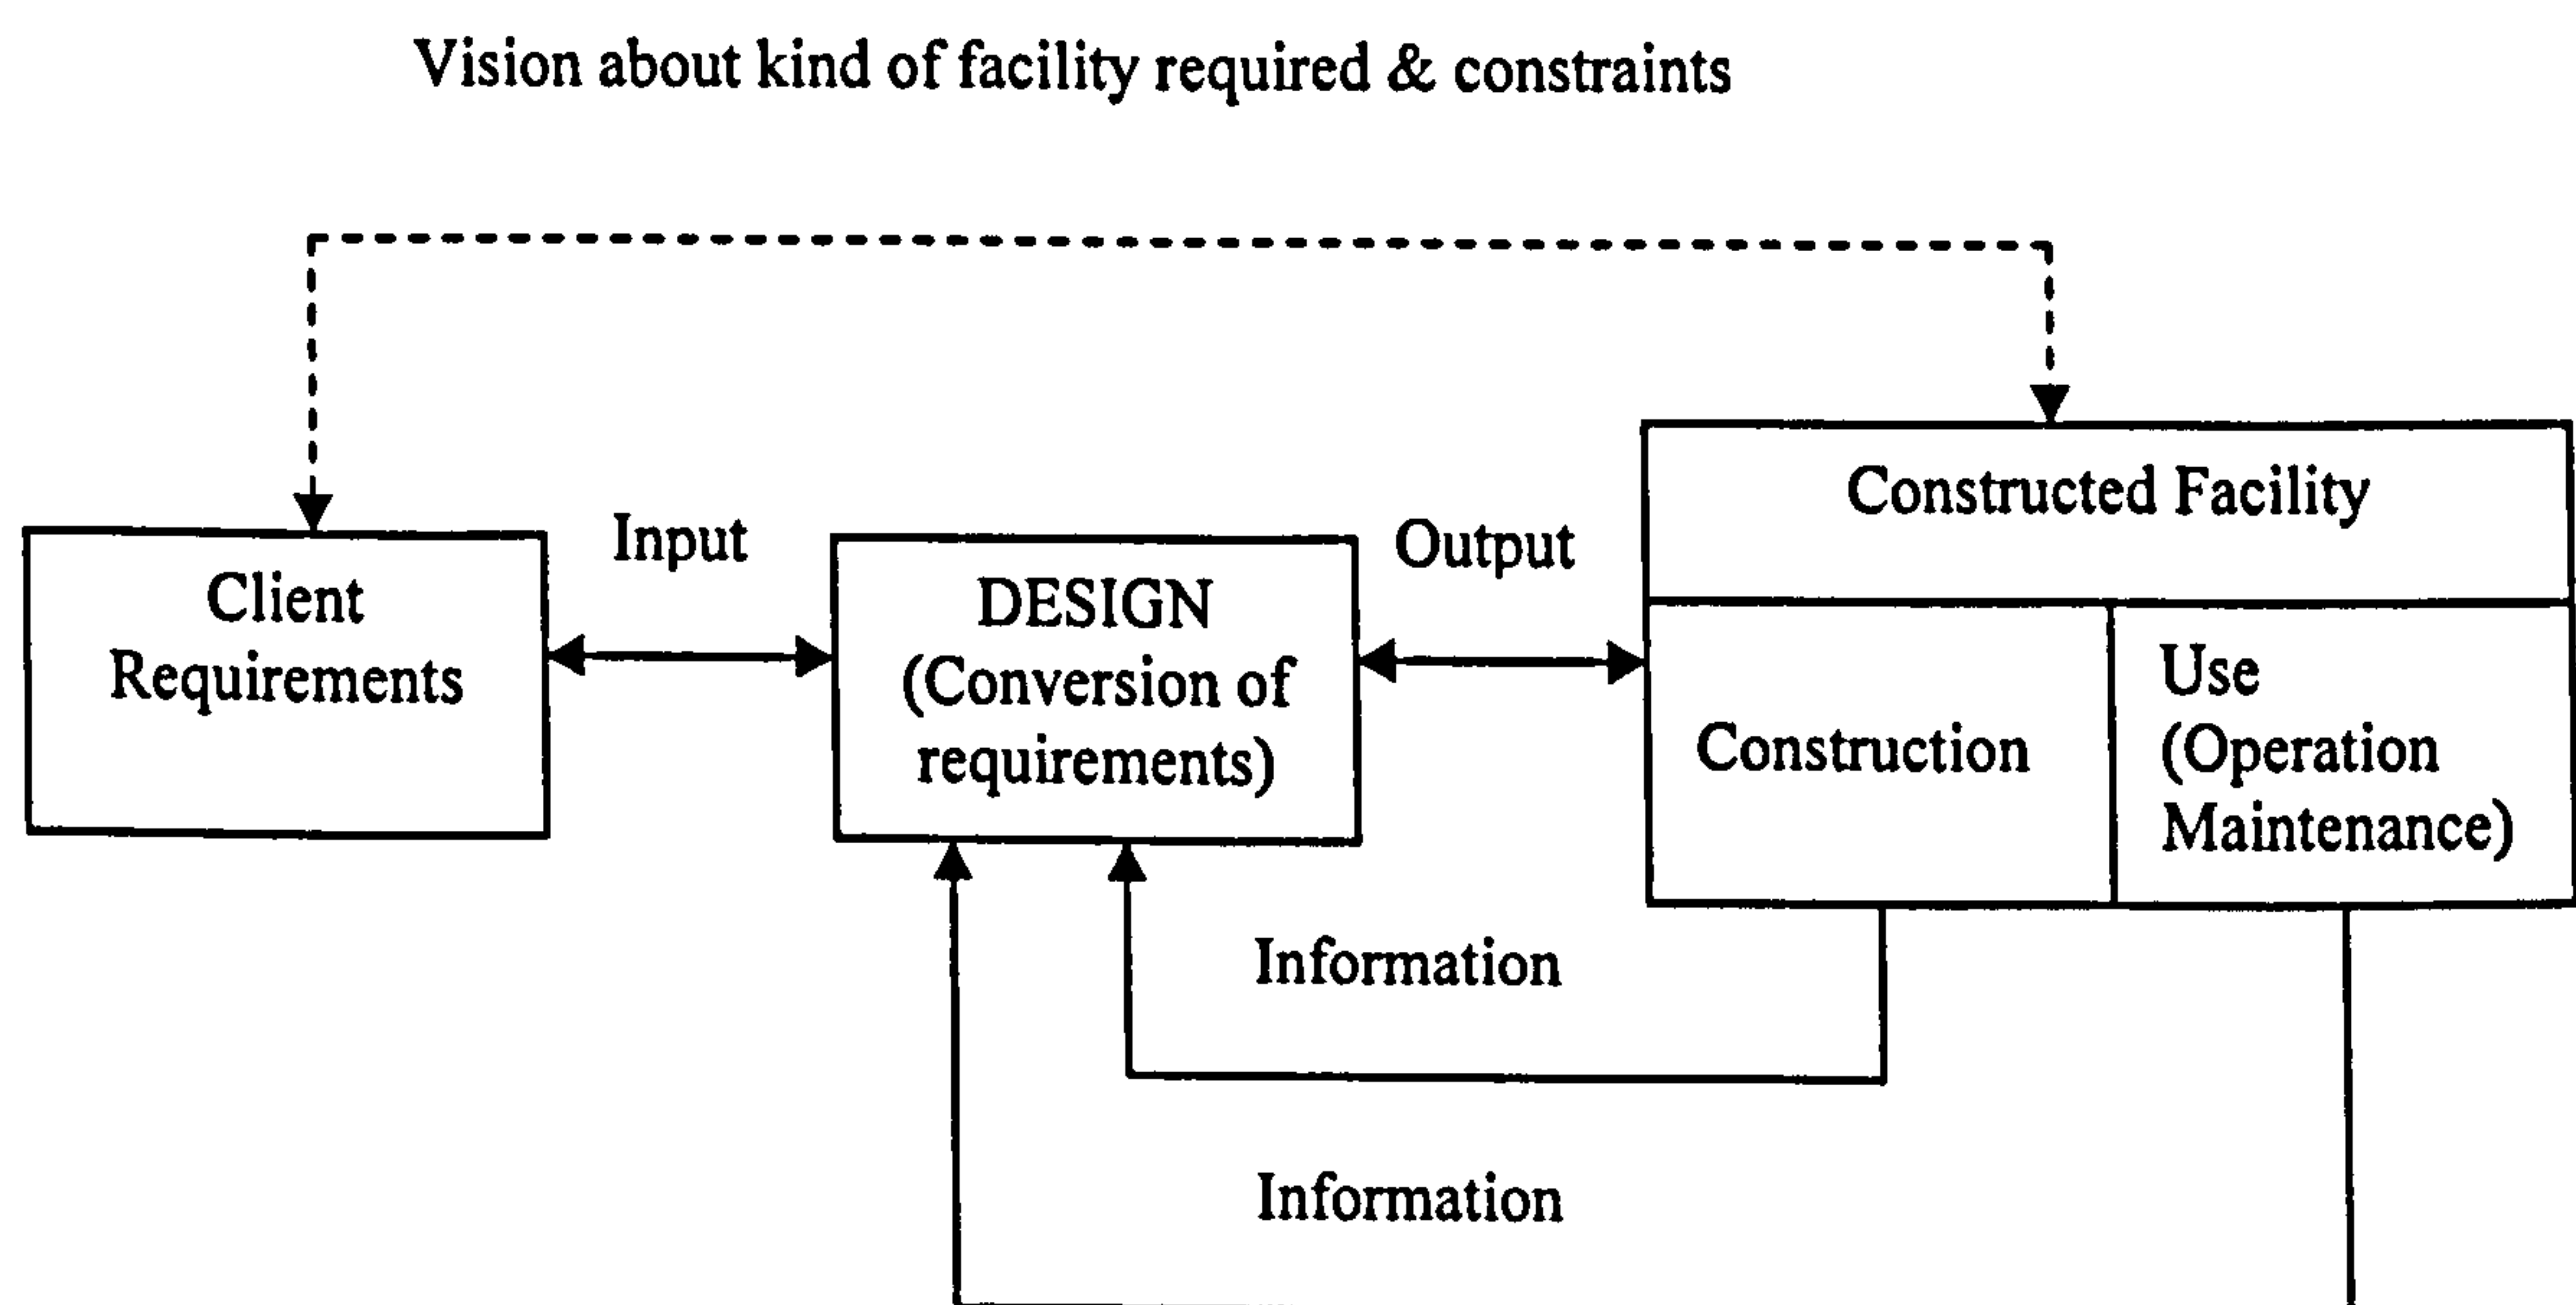 Vision about kind of facility required & constraints
Client
Requirements
Input
DESIGN
(Conversion of
requirements)
Output
Constructed Facility
Construction
Use
(Operation
Maintenance)
Information
Information